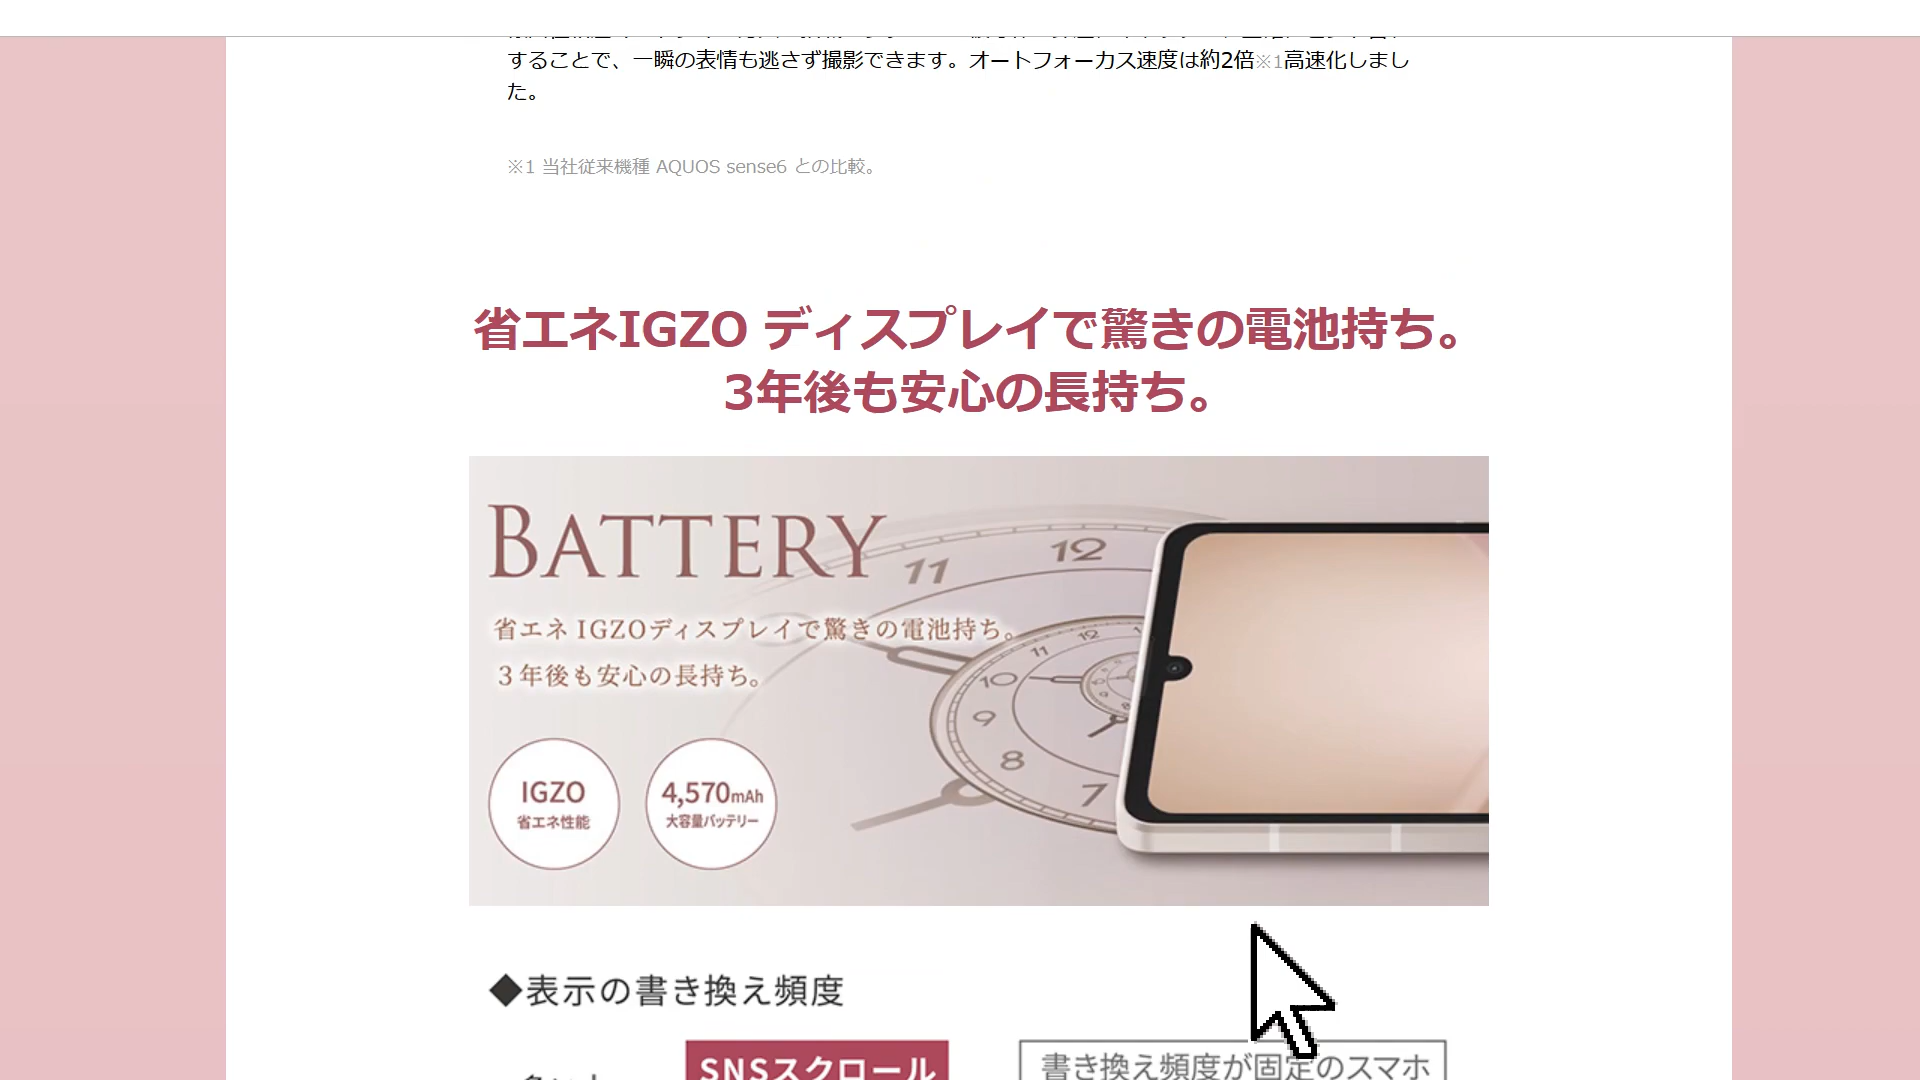 することで、一瞬の表情も逃さず撮影できます。オートフォーカス速度は約2倍※1高速化しまし
た。
※1 当社従来機種 AQUOS sense6 との比較。
省エネIGZO ディスプレイで驚きの電池持ち。
3年後も安心の長持ち。
BATTERY
省エネ IGZOディスプレイで驚きの電池持ち。
3年後も安心の長持ち。
IGZO
省エネ性能
4,570mAh
大容量バッテリー
11
12
12
11
10
9
8
7
◆表示の書き換え頻度
SNSスクロール
書き換え頻度が固定のスマホ